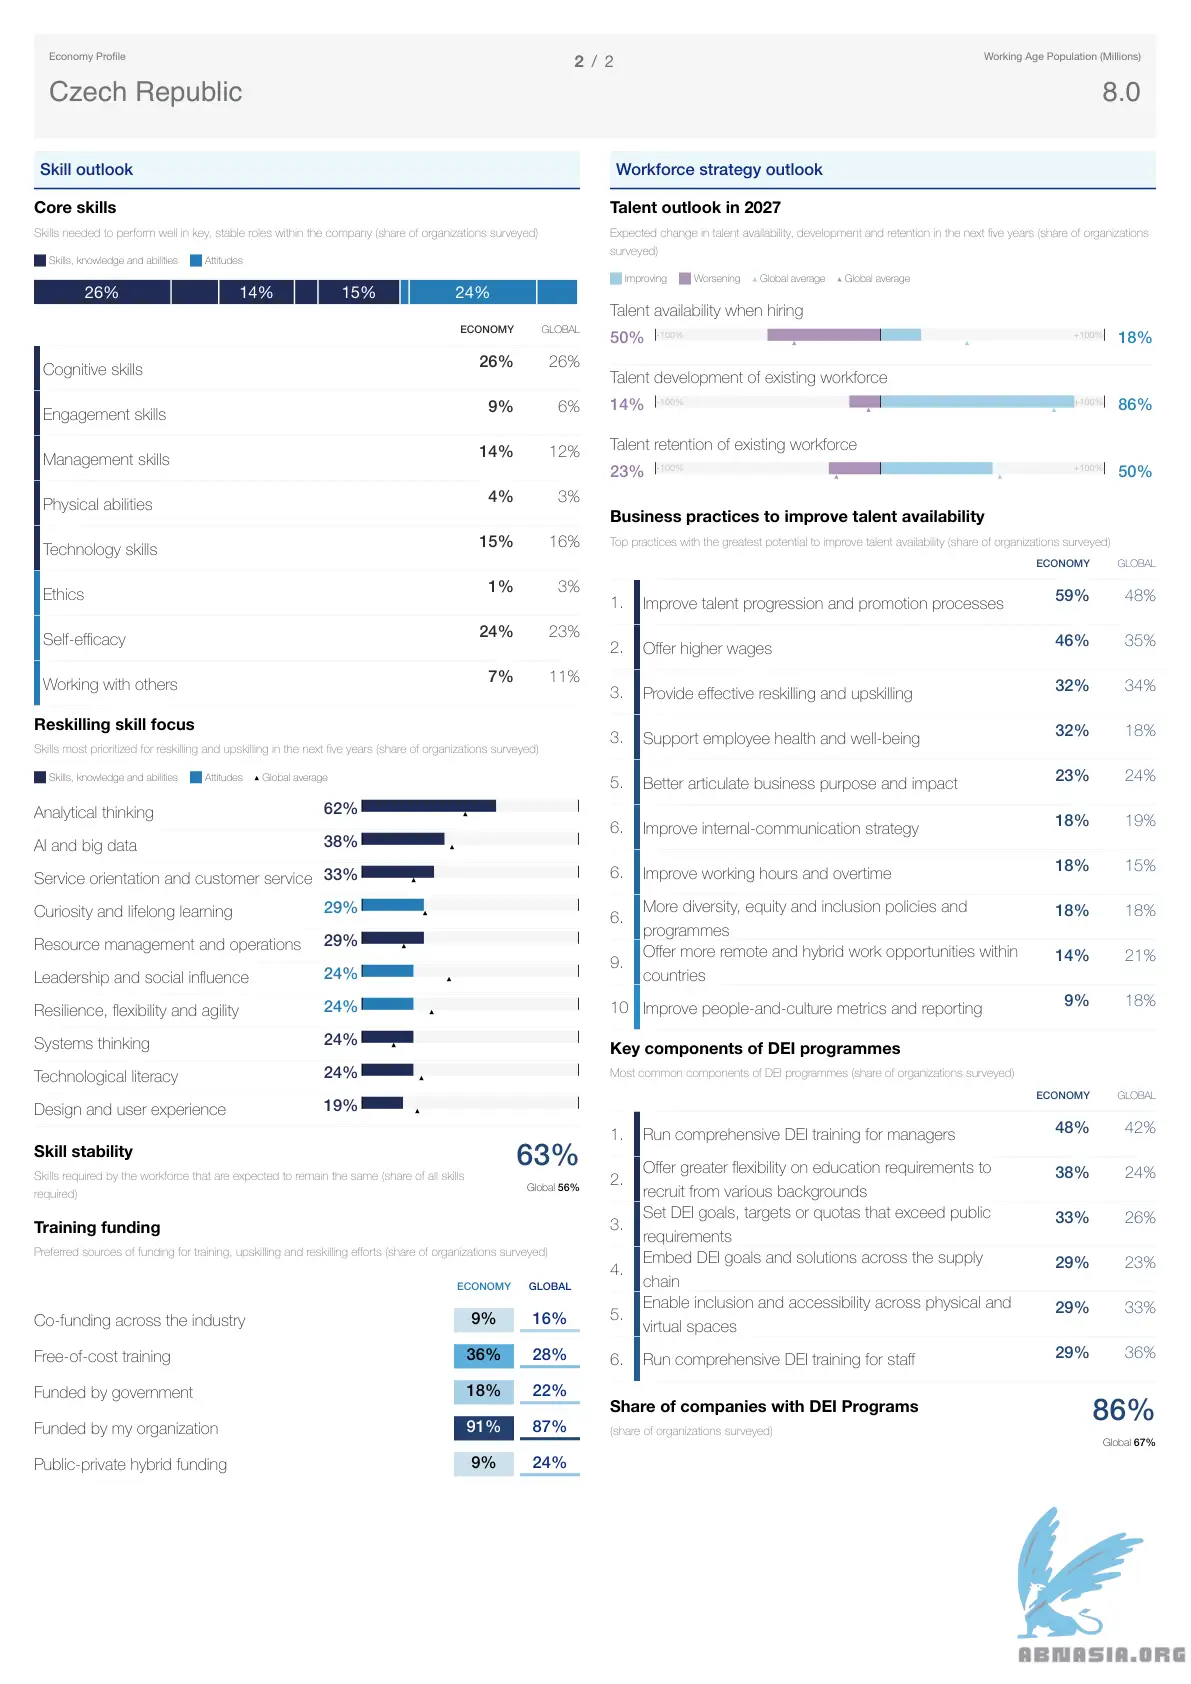 Economy Profile
2 / 2
Working Age Population (Millions)
Czech Republic
8.0
Skill outlook
Core skills
Skills needed to perform well in key, stable roles within the company (share of organizations surveyed)
Skills, knowledge and abilities
Attitudes
26%
14%
15%
24%
ECONOMY GLOBAL
Cognitive skills 26% 26%
Engagement skills 9% 6%
Management skills 14% 12%
Physical abilities 4% 3%
Technology skills 15% 16%
Ethics 1% 3%
Self-efficacy 24% 23%
Working with others 7% 11%
Reskilling skill focus
Skills most prioritized for reskilling and upskilling in the next five years (share of organizations surveyed)
Skills, knowledge and abilities
Attitudes
Global average
Analytical thinking 62%
AI and big data 38%
Service orientation and customer service 33%
Curiosity and lifelong learning 29%
Resource management and operations 29%
Leadership and social influence 24%
Resilience, flexibility and agility 24%
Systems thinking 24%
Technological literacy 24%
Design and user experience 19%
Skill stability 63%
Skills required by the workforce that are expected to remain the same (share of all skills
required)
Global 56%
Training funding
Preferred sources of funding for training, upskilling and reskilling efforts (share of organizations surveyed)
ECONOMY GLOBAL
Co-funding across the industry 9% 16%
Free-of-cost training 36% 28%
Funded by government 18% 22%
Funded by my organization 91% 87%
Public-private hybrid funding 9% 24%
Workforce strategy outlook
Talent outlook in 2027
Expected change in talent availability, development and retention in the next five years (share of organizations
surveyed)
Improving
Worsening
Global average
Global average
Talent availability when hiring
50% -100% +100% 18%
Talent development of existing workforce
14% -100% +100% 86%
Talent retention of existing workforce
23% -100% +100% 50%
Business practices to improve talent availability
Top practices with the greatest potential to improve talent availability (share of organizations surveyed)
ECONOMY GLOBAL
1. Improve talent progression and promotion processes 59% 48%
2. Offer higher wages 46% 35%
3. Provide effective reskilling and upskilling 32% 34%
3. Support employee health and well-being 32% 18%
5. Better articulate business purpose and impact 23% 24%
6. Improve internal-communication strategy 18% 19%
6. Improve working hours and overtime 18% 15%
6. More diversity, equity and inclusion policies and
programmes 18% 18%
9. Offer more remote and hybrid work opportunities within
countries 14% 21%
10 Improve people-and-culture metrics and reporting 9% 18%
Key components of DEI programmes
Most common components of DEI programmes (share of organizations surveyed)
ECONOMY GLOBAL
1. Run comprehensive DEI training for managers 48% 42%
2. Offer greater flexibility on education requirements to
recruit from various backgrounds 38% 24%
3. Set DEI goals, targets or quotas that exceed public
requirements 33% 26%
4. Embed DEI goals and solutions across the supply
chain 29% 23%
5. Enable inclusion and accessibility across physical and
virtual spaces 29% 33%
6. Run comprehensive DEI training for staff 29% 36%
Share of companies with DEI Programs 86%
(share of organizations surveyed)
Global 67%
ABNASIA.ORG